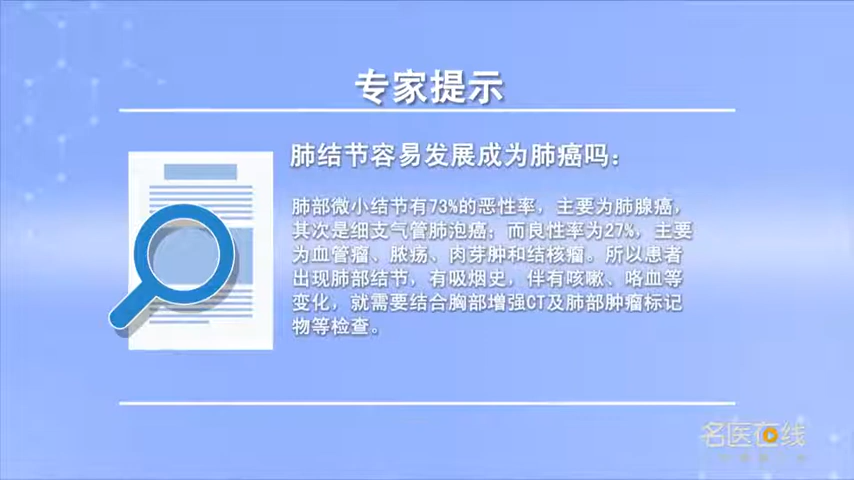 专家提示
肺结节容易发展成为肺癌吗：
肺部微小结节有73%的恶性率，主要为肺腺癌，
其次是细支气管肺泡癌；而良性率为27%，主要
为血管瘤、脓疡、肉芽肿和结核瘤。所以患者
出现肺部结节，有吸烟史，伴有咳嗽、咯血等
变化，就需要结合胸部增强CT及肺部肿瘤标记
物等检查。
名医在线